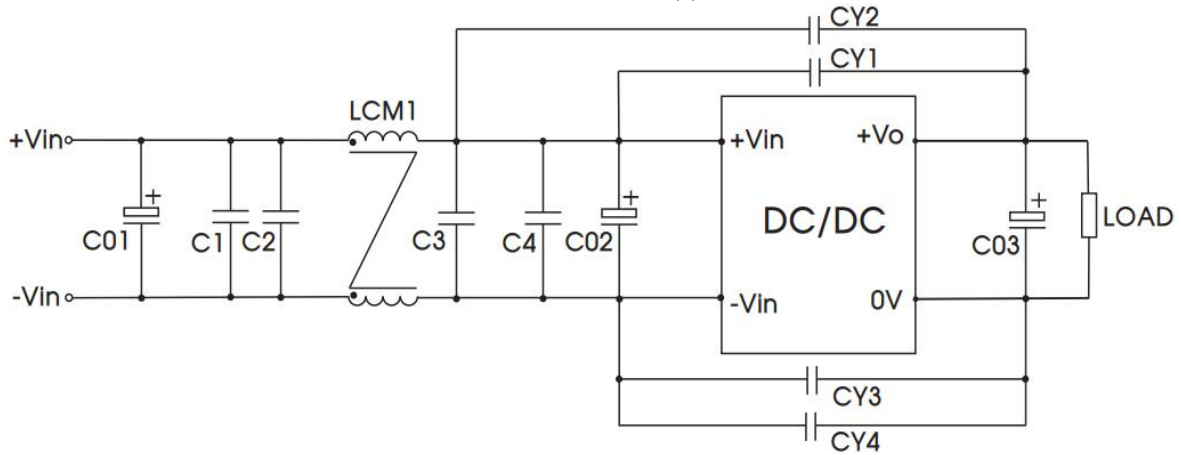 CY2
CY1
LCM1
+Vin
+Vin
+Vo
+
+
+
DC/DC
LOAD
C01
C1
C2
C3
C4
C02
C03
-Vin
-Vin
0V
CY3
CY4